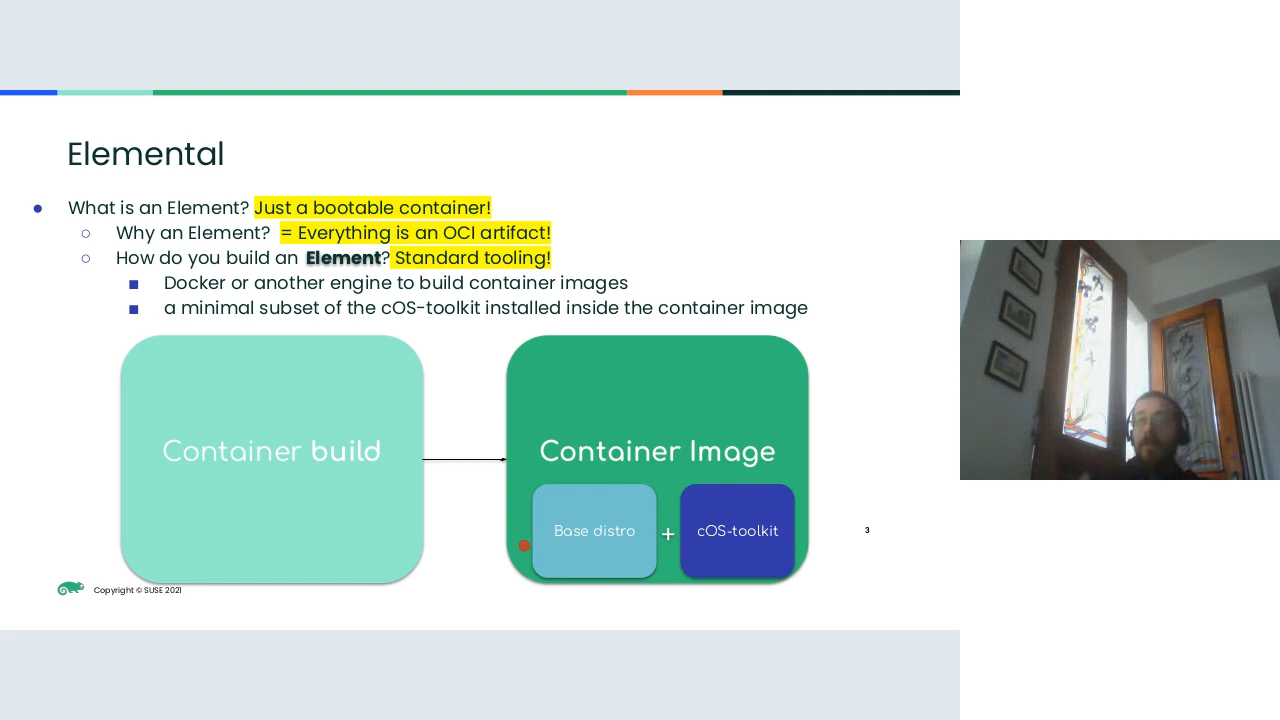 Elemental
What is an Element? Just a bootable container!
Why an Element? = Everything is an OCI artifact!
How do you build an Element? Standard tooling!
Docker or another engine to build container images
a minimal subset of the cOS-toolkit installed inside the container image
Container build
Container Image
Base distro + cOS-toolkit
3
Copyright © SUSE 2021